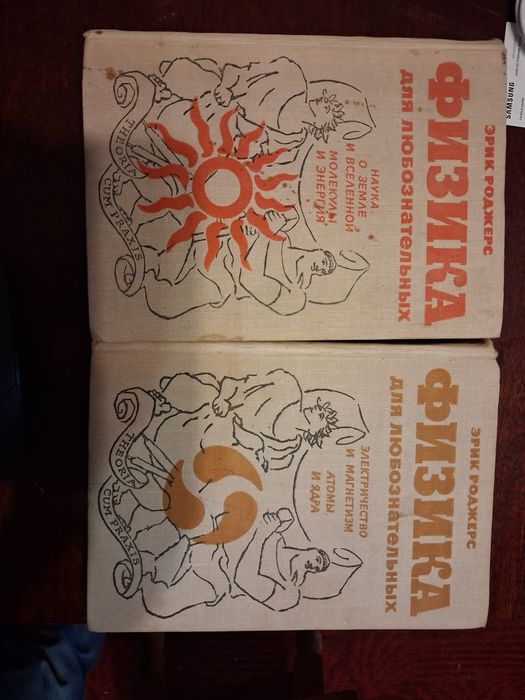 ЭРИК РОДЖЕРС
ФИЗИКА
ДЛЯ ЛЮБОЗНАТЕЛЬНЫХ
НАУКА
О ЗЕМЛЕ
И ВСЕЛЕННОЙ
МОЛЕКУЛЫ
И ЭНЕРГИЯ
THEORIA
CUM PRAXIS
ЭРИК РОДЖЕРС
ФИЗИКА
ДЛЯ ЛЮБОЗНАТЕЛЬНЫХ
ЭЛЕКТРИЧЕСТВО
И МАГНЕТИЗМ
АТОМЫ
И ЯДРА
THEORIA
CUM PRAXIS
SAMSUNG